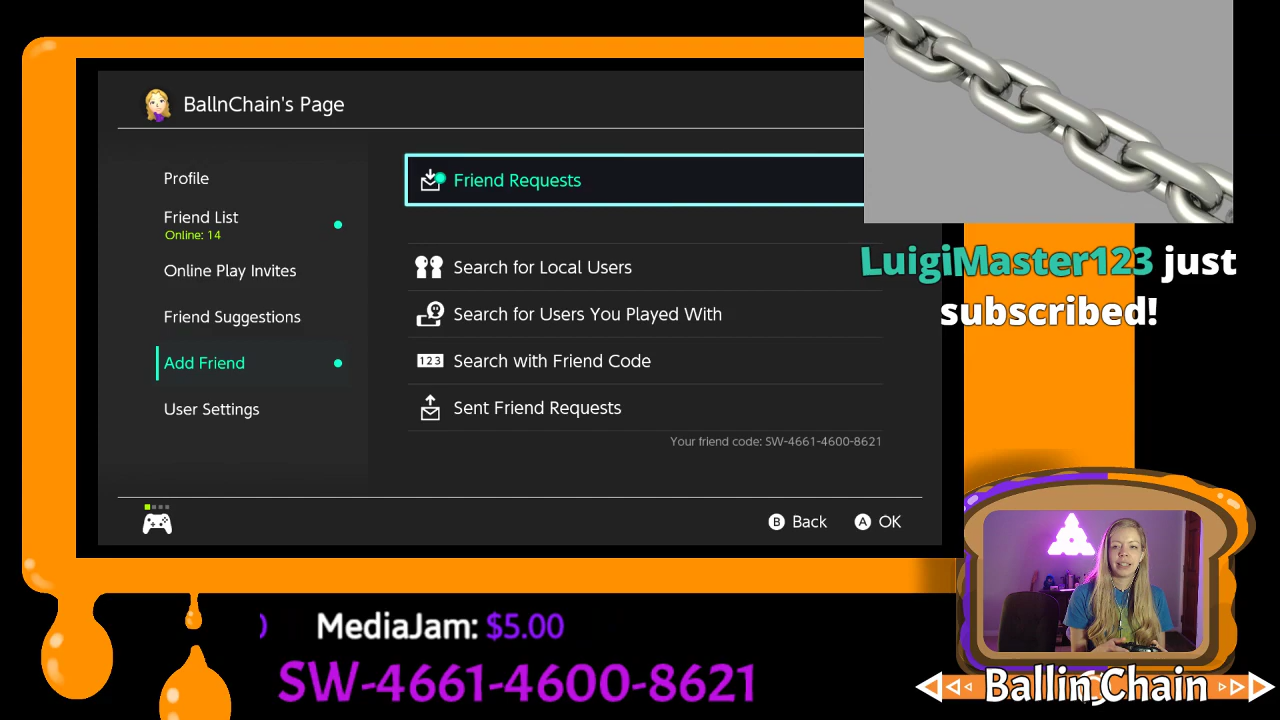 BallnChain's Page
Profile
Friend List
Online: 14
Online Play Invites
Friend Suggestions
Add Friend
User Settings
Friend Requests
Search for Local Users
Search for Users You Played With
123 Search with Friend Code
Sent Friend Requests
Your friend code: SW-4661-4600-8621
B Back A OK
LuigiMaster123 just
subscribed!
MediaJam: $5.00
SW-4661-4600-8621
Ballin Chain